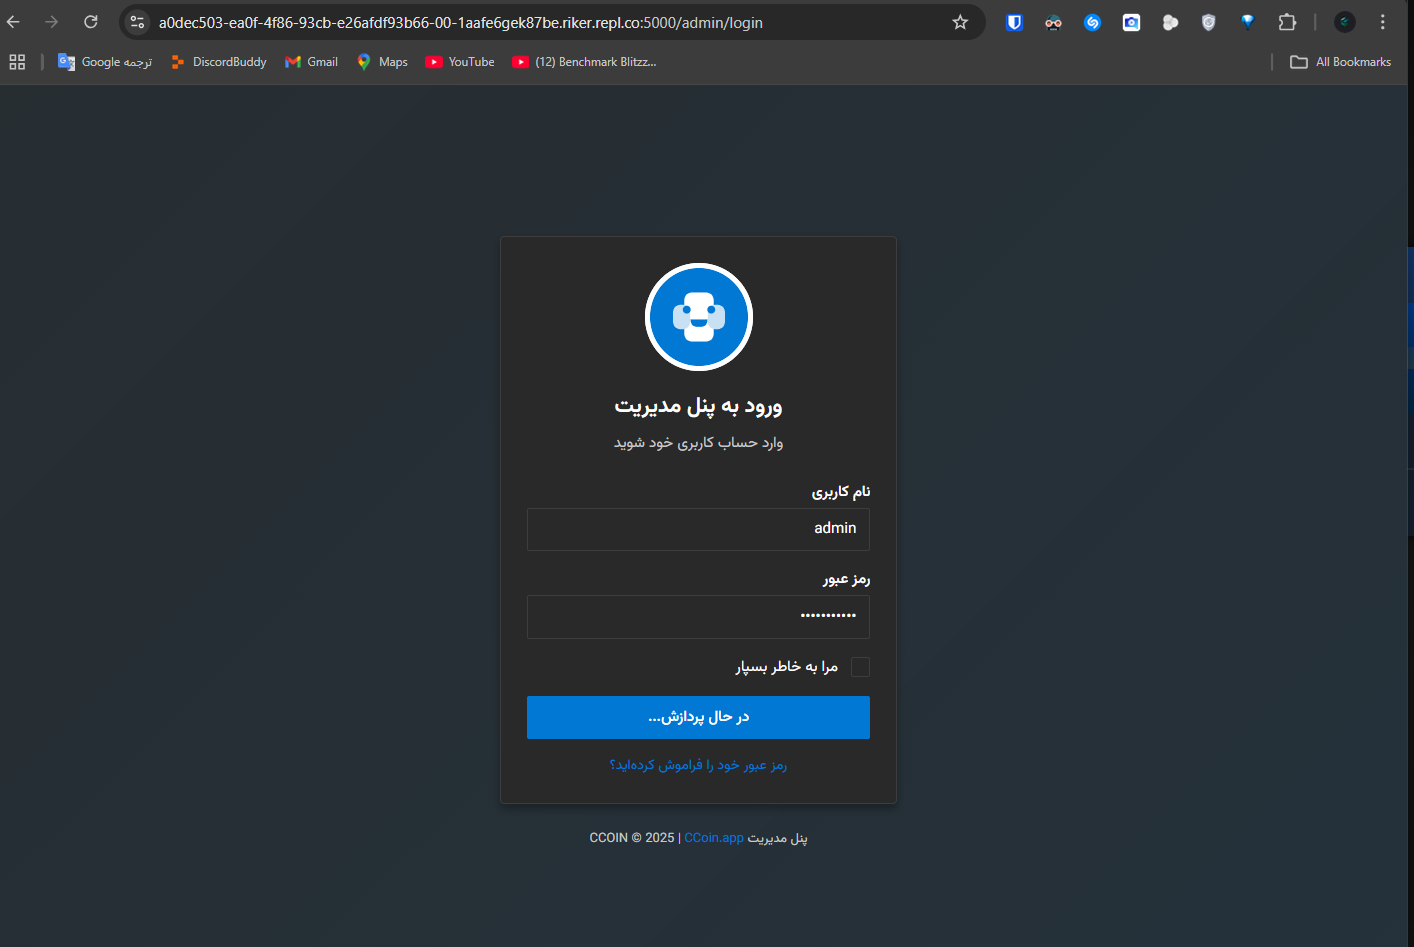 a0dec503-ea0f-4f86-93cb-e26afdf93b66-00-1aafe6gek87be.riker.repl.co:5000/admin/login
Google ترجمه
DiscordBuddy
Gmail
Maps
YouTube
(12) Benchmark Blitzz...
All Bookmarks
ورود به پنل مدیریت
وارد حساب کاربری خود شوید
نام کاربری
admin
رمز عبور
•••••••••••
مرا به خاطر بسپار
در حال پردازش...
رمز عبور خود را فراموش کرده‌اید؟
CCOIN © 2025 | CCoin.app پنل مدیریت